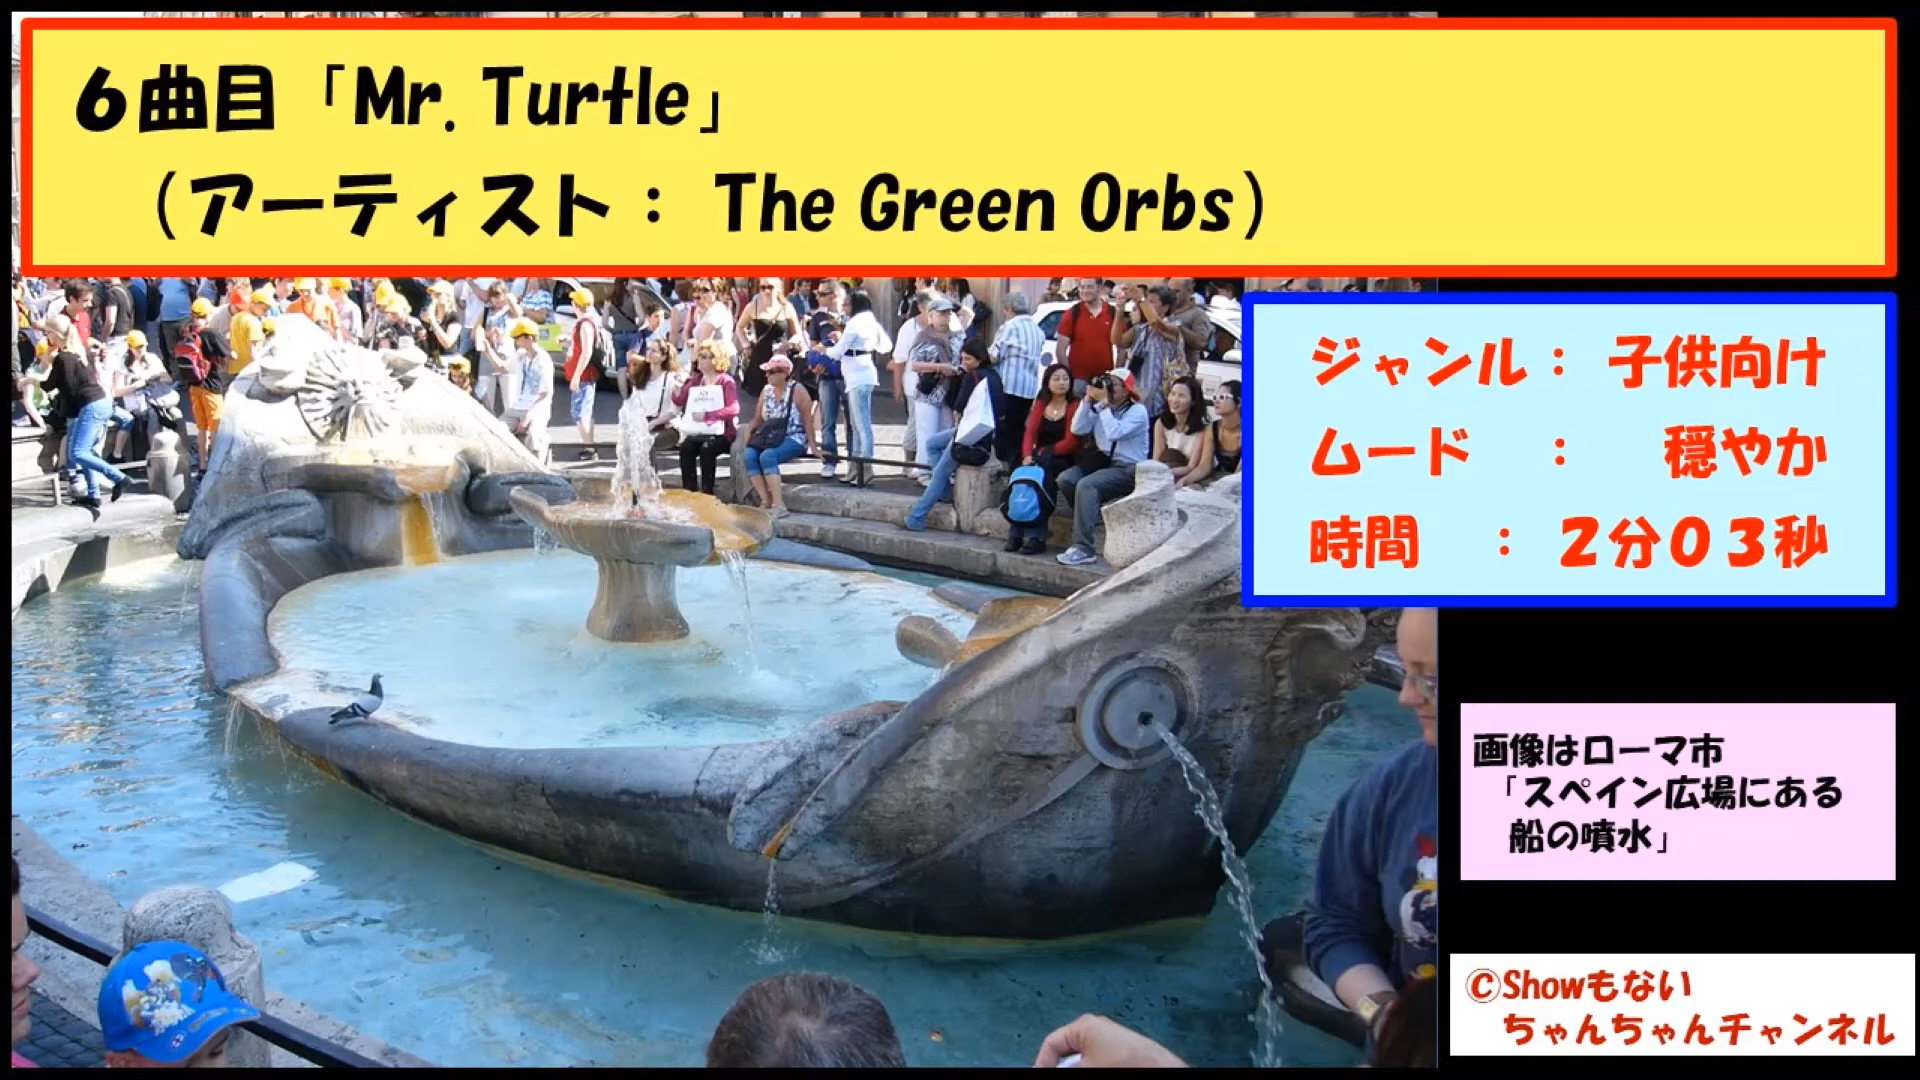 ６曲目「Mr. Turtle」
（アーティスト： The Green Orbs）
ジャンル： 子供向け
ムード ： 穏やか
時間 ： ２分０３秒
画像はローマ市
「スペイン広場にある
船の噴水」
©Showもない
ちゃんちゃんチャンネル